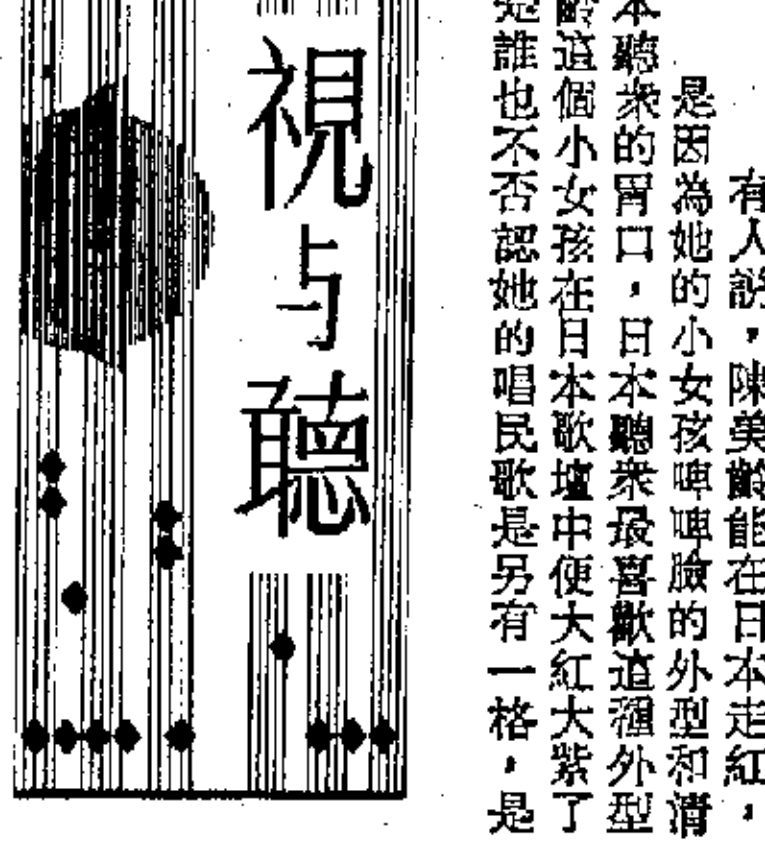 有人説，陳美齡能在日本走紅，
是因為她的小女孩啤啤臉的外型和清
本聽衆的胃口，日本聽衆最喜歡這種外型
齡這個小女孩在日本歌壇中便大紅大紫了
是誰也不否認她的唱民歌是另有一格，是
視与聽